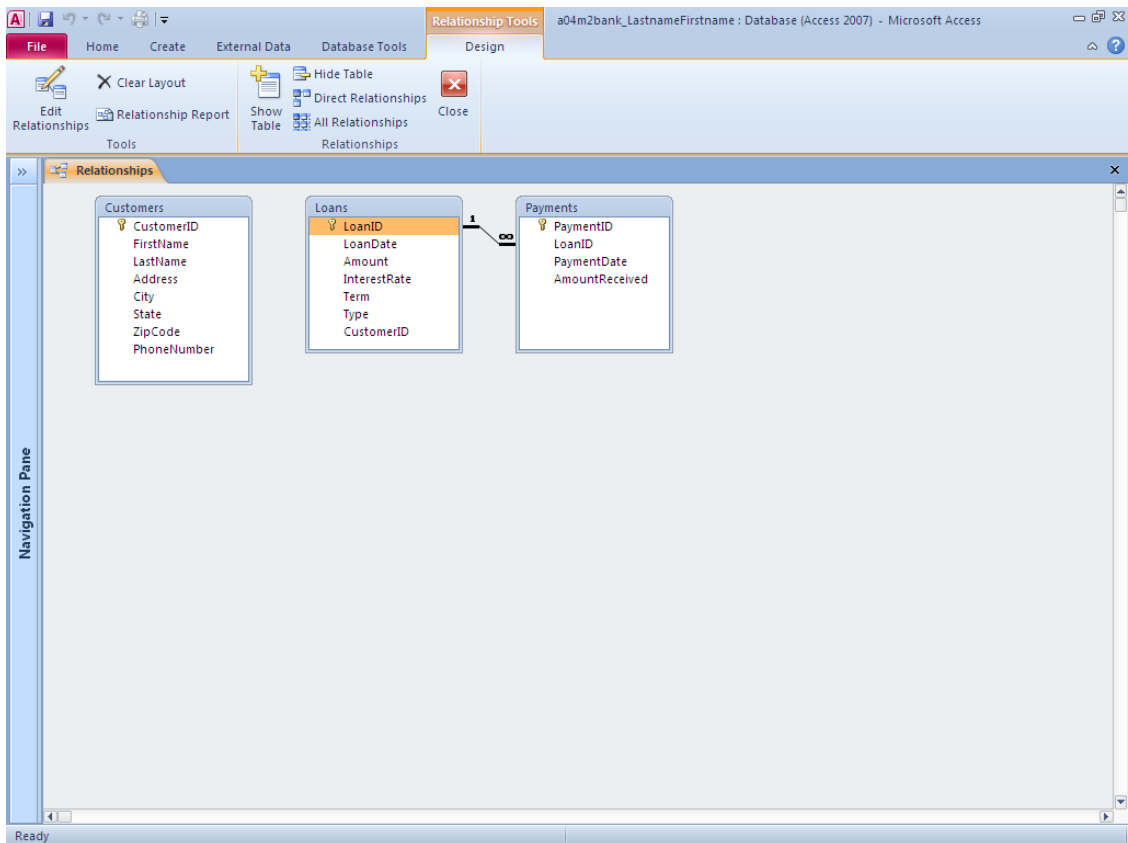 A
Relationship Tools
a04m2bank_LastnameFirstname : Database (Access 2007) - Microsoft Access
File Home Create External Data Database Tools Design
Edit Relationships
Clear Layout
Relationship Report
Tools
Show Table
Hide Table
Direct Relationships
All Relationships
Relationships
Close
»
Relationships
Customers
CustomerID
FirstName
LastName
Address
City
State
ZipCode
PhoneNumber
Loans
LoanID
LoanDate
Amount
InterestRate
Term
Type
CustomerID
1
∞
Payments
PaymentID
LoanID
PaymentDate
AmountReceived
Navigation Pane
Ready